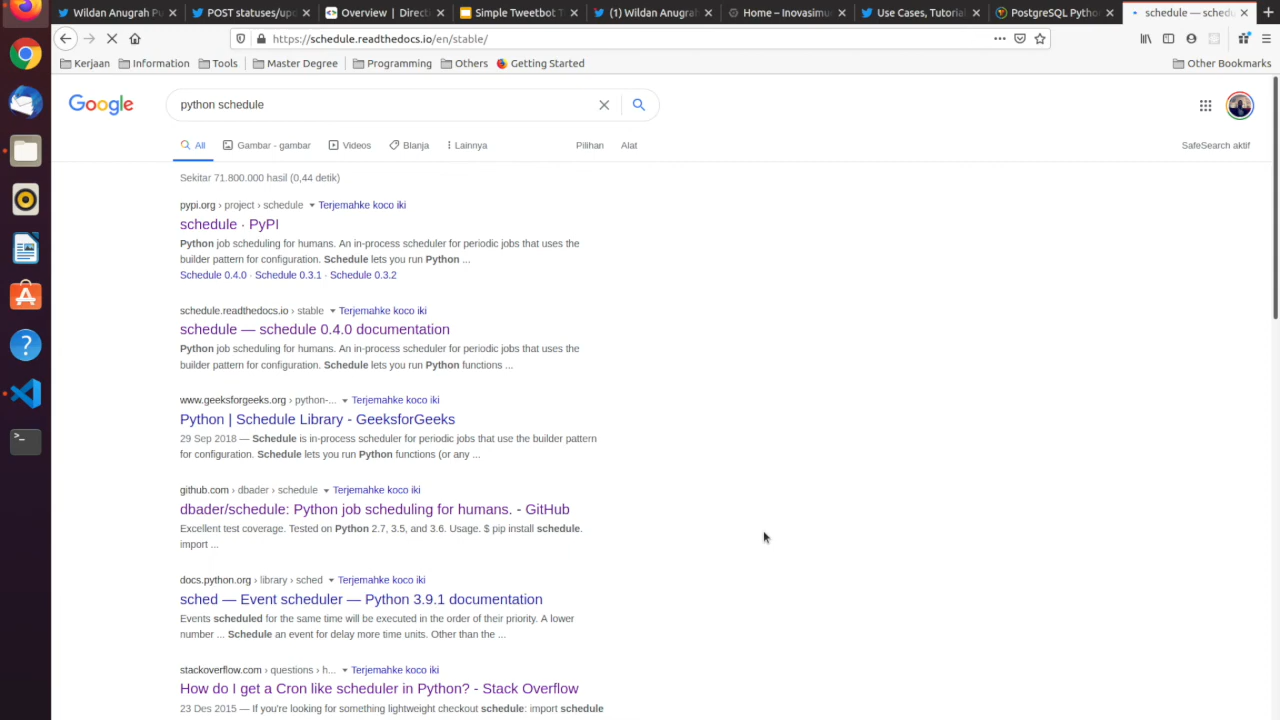 Wildan Anugrah Pu
POST statuses/up
Overview | Directi
Simple Tweetbot T
(1) Wildan Anugral
Home – Inovasimu
Use Cases, Tutorial
PostgreSQL Python
schedule — schedu
https://schedule.readthedocs.io/en/stable/
Kerjaan
Information
Tools
Master Degree
Programming
Others
Getting Started
Other Bookmarks
Google
python schedule
All
Gambar - gambar
Videos
Blanja
Lainnya
Pilihan
Alat
SafeSearch aktif
Sekitar 71.800.000 hasil (0,44 detik)
pypi.org › project › schedule Terjemahke koco iki
schedule · PyPI
Python job scheduling for humans. An in-process scheduler for periodic jobs that uses the
builder pattern for configuration. Schedule lets you run Python ...
Schedule 0.4.0 · Schedule 0.3.1 · Schedule 0.3.2
schedule.readthedocs.io › stable Terjemahke koco iki
schedule — schedule 0.4.0 documentation
Python job scheduling for humans. An in-process scheduler for periodic jobs that uses the
builder pattern for configuration. Schedule lets you run Python functions ...
www.geeksforgeeks.org › python-... Terjemahke koco iki
Python | Schedule Library - GeeksforGeeks
29 Sep 2018 — Schedule is in-process scheduler for periodic jobs that use the builder pattern
for configuration. Schedule lets you run Python functions (or any ...
github.com › dbader › schedule Terjemahke koco iki
dbader/schedule: Python job scheduling for humans. - GitHub
Excellent test coverage. Tested on Python 2.7, 3.5, and 3.6. Usage. $ pip install schedule.
import ...
docs.python.org › library › sched Terjemahke koco iki
sched — Event scheduler — Python 3.9.1 documentation
Events scheduled for the same time will be executed in the order of their priority. A lower
number ... Schedule an event for delay more time units. Other than the ...
stackoverflow.com › questions › h... Terjemahke koco iki
How do I get a Cron like scheduler in Python? - Stack Overflow
23 Des 2015 — If you're looking for something lightweight checkout schedule: import schedule